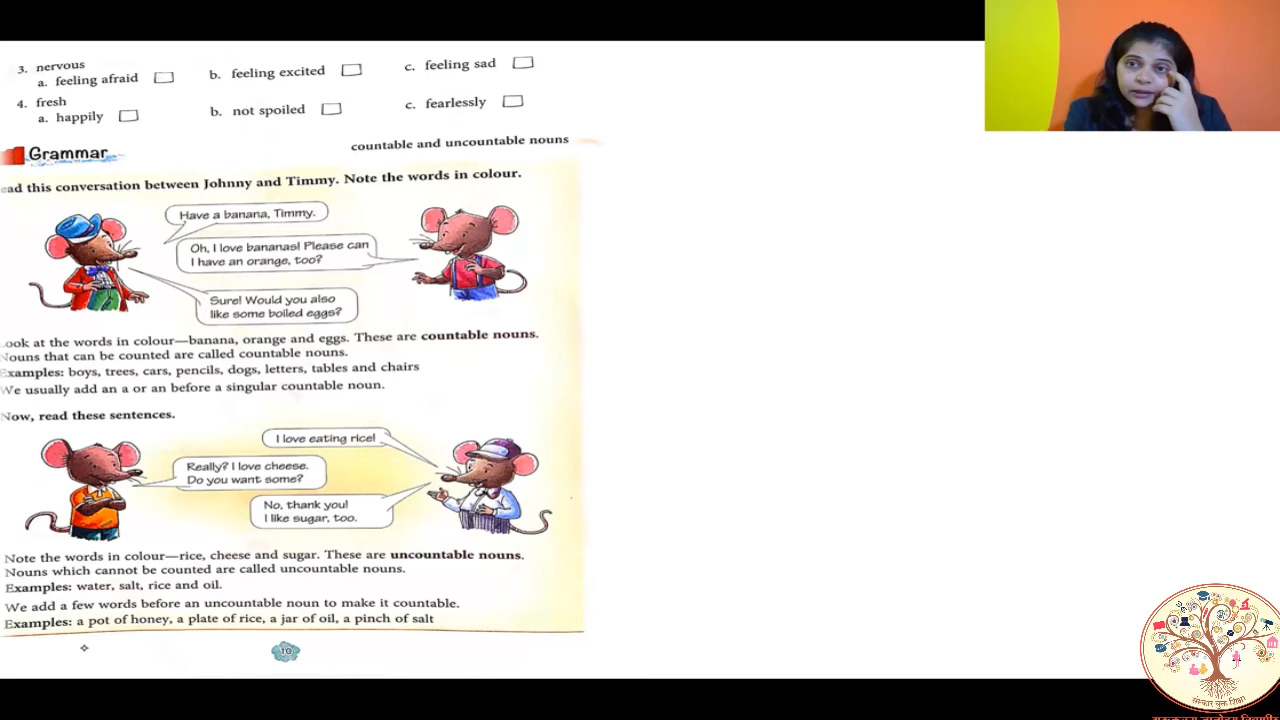 3. nervous
a. feeling afraid b. feeling excited c. feeling sad
4. fresh
a. happily b. not spoiled c. fearlessly
Grammar countable and uncountable nouns
ead this conversation between Johnny and Timmy. Note the words in colour.
Have a banana, Timmy.
Oh, I love bananas! Please can
I have an orange, too?
Sure! Would you also
like some boiled eggs?
ook at the words in colour—banana, orange and eggs. These are countable nouns.
Nouns that can be counted are called countable nouns.
Examples: boys, trees, cars, pencils, dogs, letters, tables and chairs
We usually add an a or an before a singular countable noun.
Now, read these sentences.
I love eating rice!
Really? I love cheese.
Do you want some?
No, thank you!
I like sugar, too.
Note the words in colour—rice, cheese and sugar. These are uncountable nouns.
Nouns which cannot be counted are called uncountable nouns.
Examples: water, salt, rice and oil.
We add a few words before an uncountable noun to make it countable.
Examples: a pot of honey, a plate of rice, a jar of oil, a pinch of salt
10